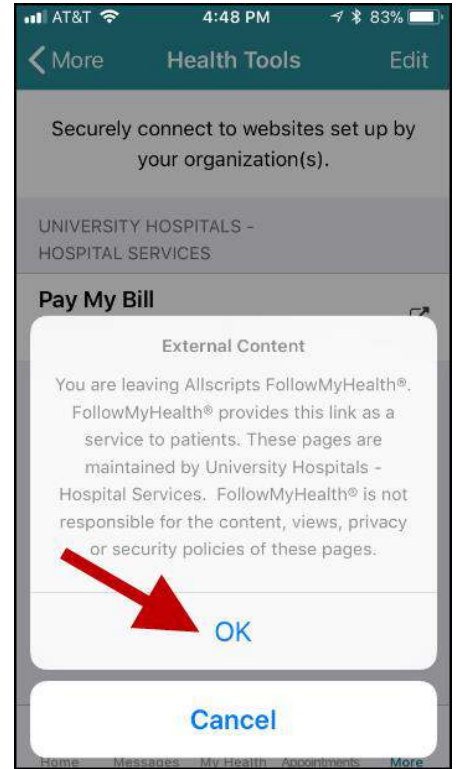 AT&T 4:48 PM 83%
More Health Tools Edit
Securely connect to websites set up by
your organization(s).
UNIVERSITY HOSPITALS -
HOSPITAL SERVICES
Pay My Bill
External Content
You are leaving Allscripts FollowMyHealth®.
FollowMyHealth® provides this link as a
service to patients. These pages are
maintained by University Hospitals -
Hospital Services. FollowMyHealth® is not
responsible for the content, views, privacy
or security policies of these pages.
OK
Cancel
Home Messages My Health Appointments More